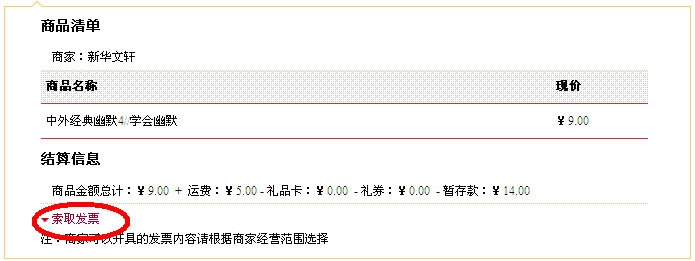 商品清单
商家：新华文轩
商品名称 现价
中外经典幽默4//学会幽默 ￥9.00
结算信息
商品金额总计：￥9.00 + 运费：￥5.00 - 礼品卡：￥0.00 - 礼券：￥0.00 - 暂存款：￥14.00
索取发票
注：商家可以开具的发票内容请根据商家经营范围选择